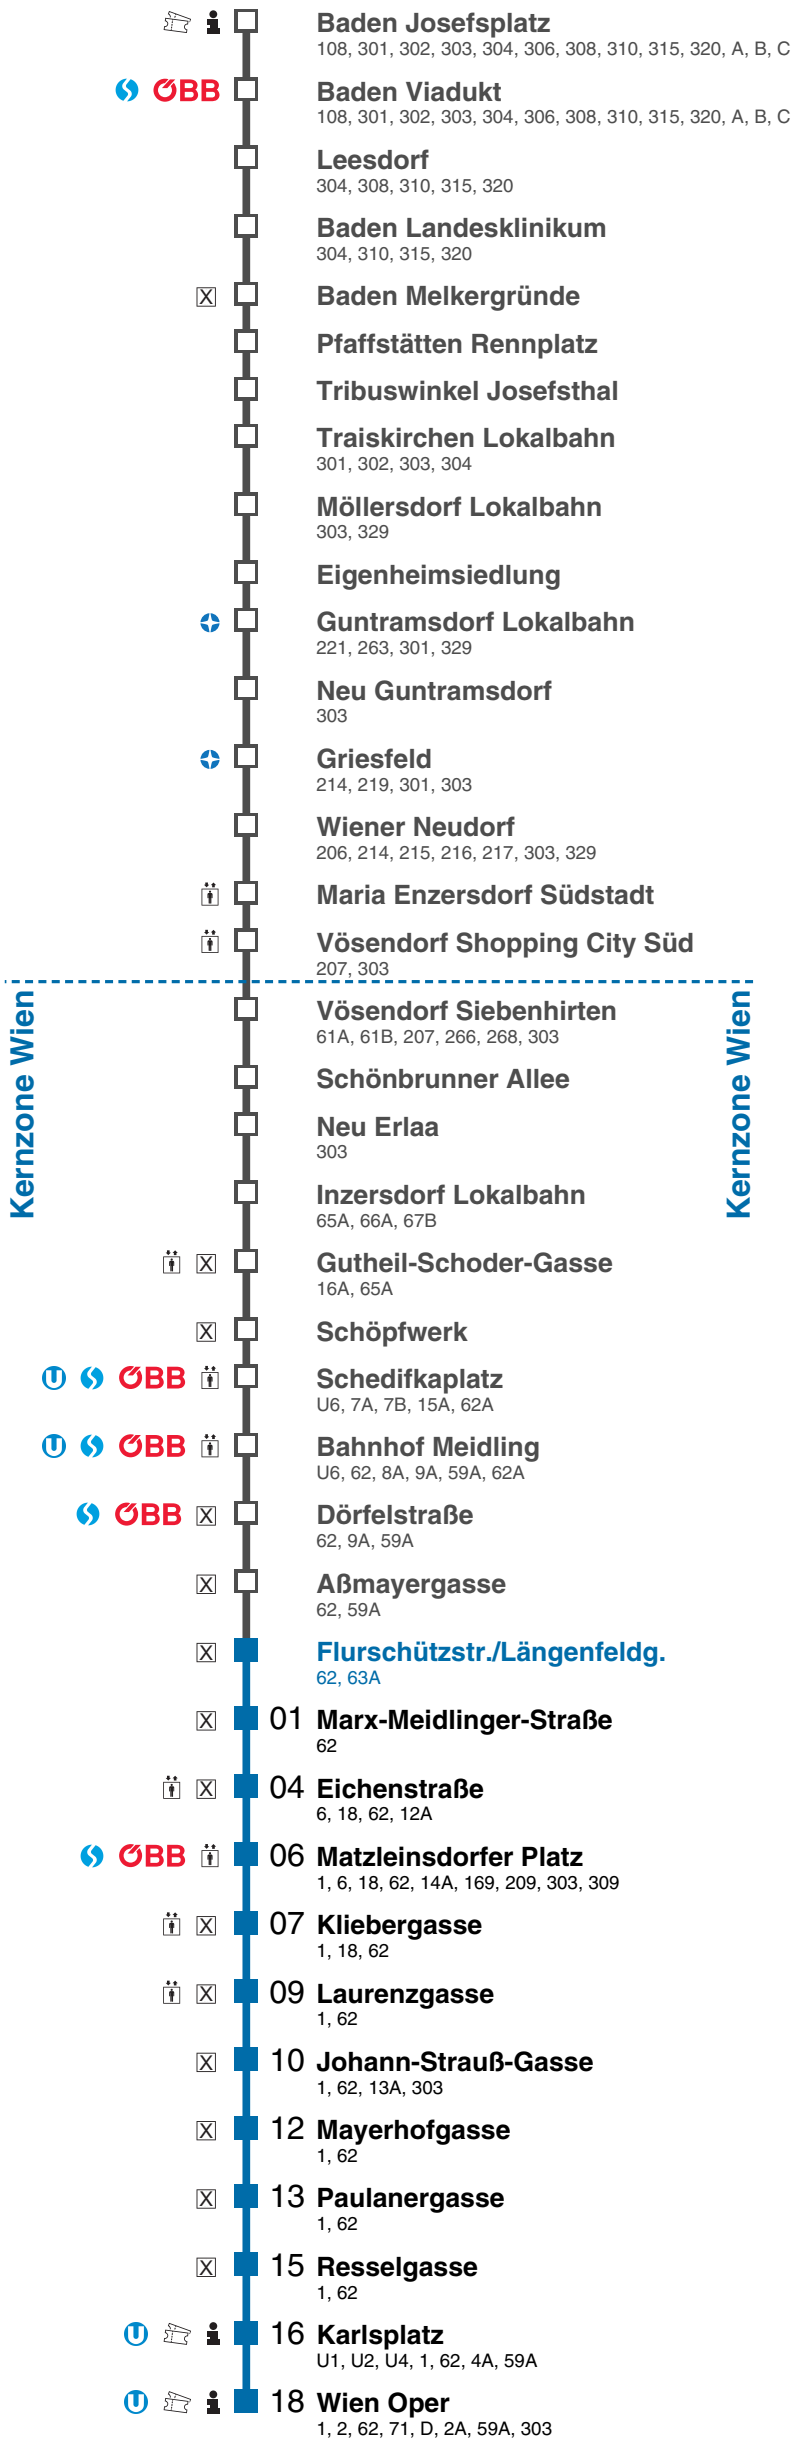 Baden Josefsplatz
108, 301, 302, 303, 304, 306, 308, 310, 315, 320, A, B, C
ÖBB Baden Viadukt
108, 301, 302, 303, 304, 306, 308, 310, 315, 320, A, B, C
Leesdorf
304, 308, 310, 315, 320
Baden Landesklinikum
304, 310, 315, 320
X Baden Melkergründe
Pfaffstätten Rennplatz
Tribuswinkel Josefsthal
Traiskirchen Lokalbahn
301, 302, 303, 304
Möllersdorf Lokalbahn
303, 329
Eigenheimsiedlung
Guntramsdorf Lokalbahn
221, 263, 301, 329
Neu Guntramsdorf
303
Griesfeld
214, 219, 301, 303
Wiener Neudorf
206, 214, 215, 216, 217, 303, 329
Maria Enzersdorf Südstadt
Vösendorf Shopping City Süd
207, 303
Kernzone Wien
Kernzone Wien
Vösendorf Siebenhirten
61A, 61B, 207, 266, 268, 303
Schönbrunner Allee
Neu Erlaa
303
Inzersdorf Lokalbahn
65A, 66A, 67B
X Gutheil-Schoder-Gasse
16A, 65A
X Schöpfwerk
U S ÖBB Schedifkaplatz
U6, 7A, 7B, 15A, 62A
U S ÖBB Bahnhof Meidling
U6, 62, 8A, 9A, 59A, 62A
S ÖBB X Dörfelstraße
62, 9A, 59A
X Aßmayergasse
62, 59A
X Flurschützstr./Längenfeldg.
62, 63A
X 01 Marx-Meidlinger-Straße
62
X 04 Eichenstraße
6, 18, 62, 12A
S ÖBB 06 Matzleinsdorfer Platz
1, 6, 18, 62, 14A, 169, 209, 303, 309
X 07 Kliebergasse
1, 18, 62
X 09 Laurenzgasse
1, 62
X 10 Johann-Strauß-Gasse
1, 62, 13A, 303
X 12 Mayerhofgasse
1, 62
X 13 Paulanergasse
1, 62
X 15 Resselgasse
1, 62
U i 16 Karlsplatz
U1, U2, U4, 1, 62, 4A, 59A
U i 18 Wien Oper
1, 2, 62, 71, D, 2A, 59A, 303